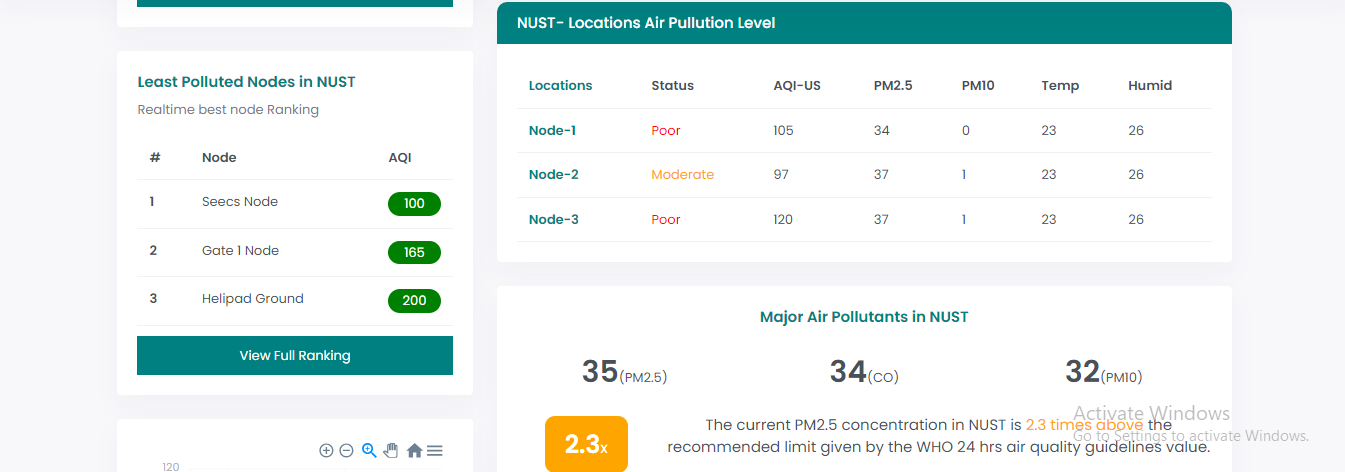 Least Polluted Nodes in NUST
Realtime best node Ranking
# Node AQI
1 Seecs Node 100
2 Gate 1 Node 165
3 Helipad Ground 200
View Full Ranking
120
NUST- Locations Air Pullution Level
Locations Status AQI-US PM2.5 PM10 Temp Humid
Node-1 Poor 105 34 0 23 26
Node-2 Moderate 97 37 1 23 26
Node-3 Poor 120 37 1 23 26
Major Air Pollutants in NUST
35(PM2.5) 34(CO) 32(PM10)
2.3x
The current PM2.5 concentration in NUST is 2.3 times above the
recommended limit given by the WHO 24 hrs air quality guidelines value.
Activate Windows
Go to Settings to activate Windows.